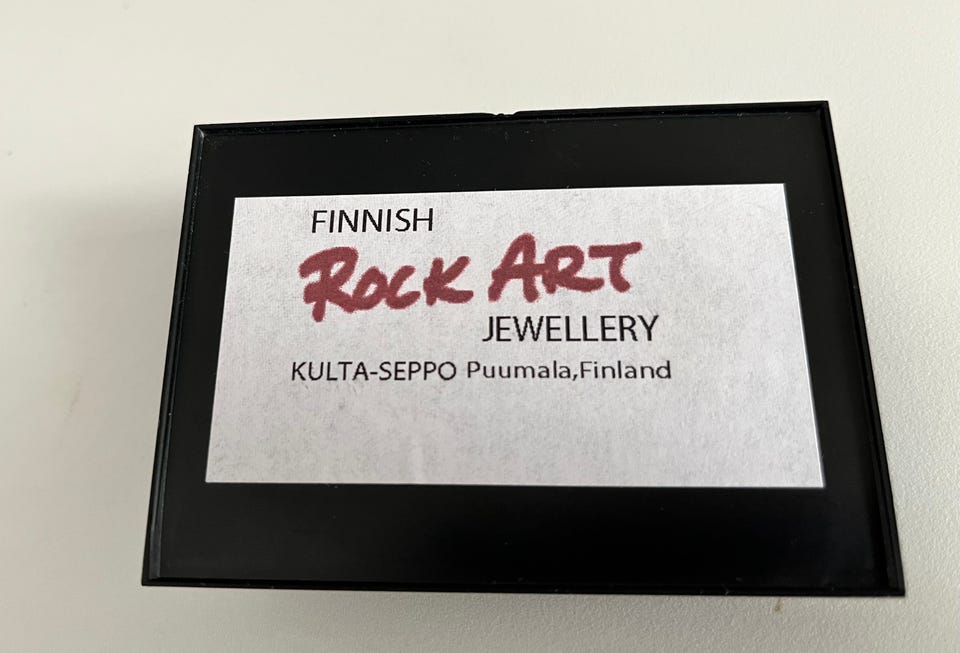 FINNISH
ROCK ART
JEWELLERY
KULTA-SEPPO Puumala,Finland